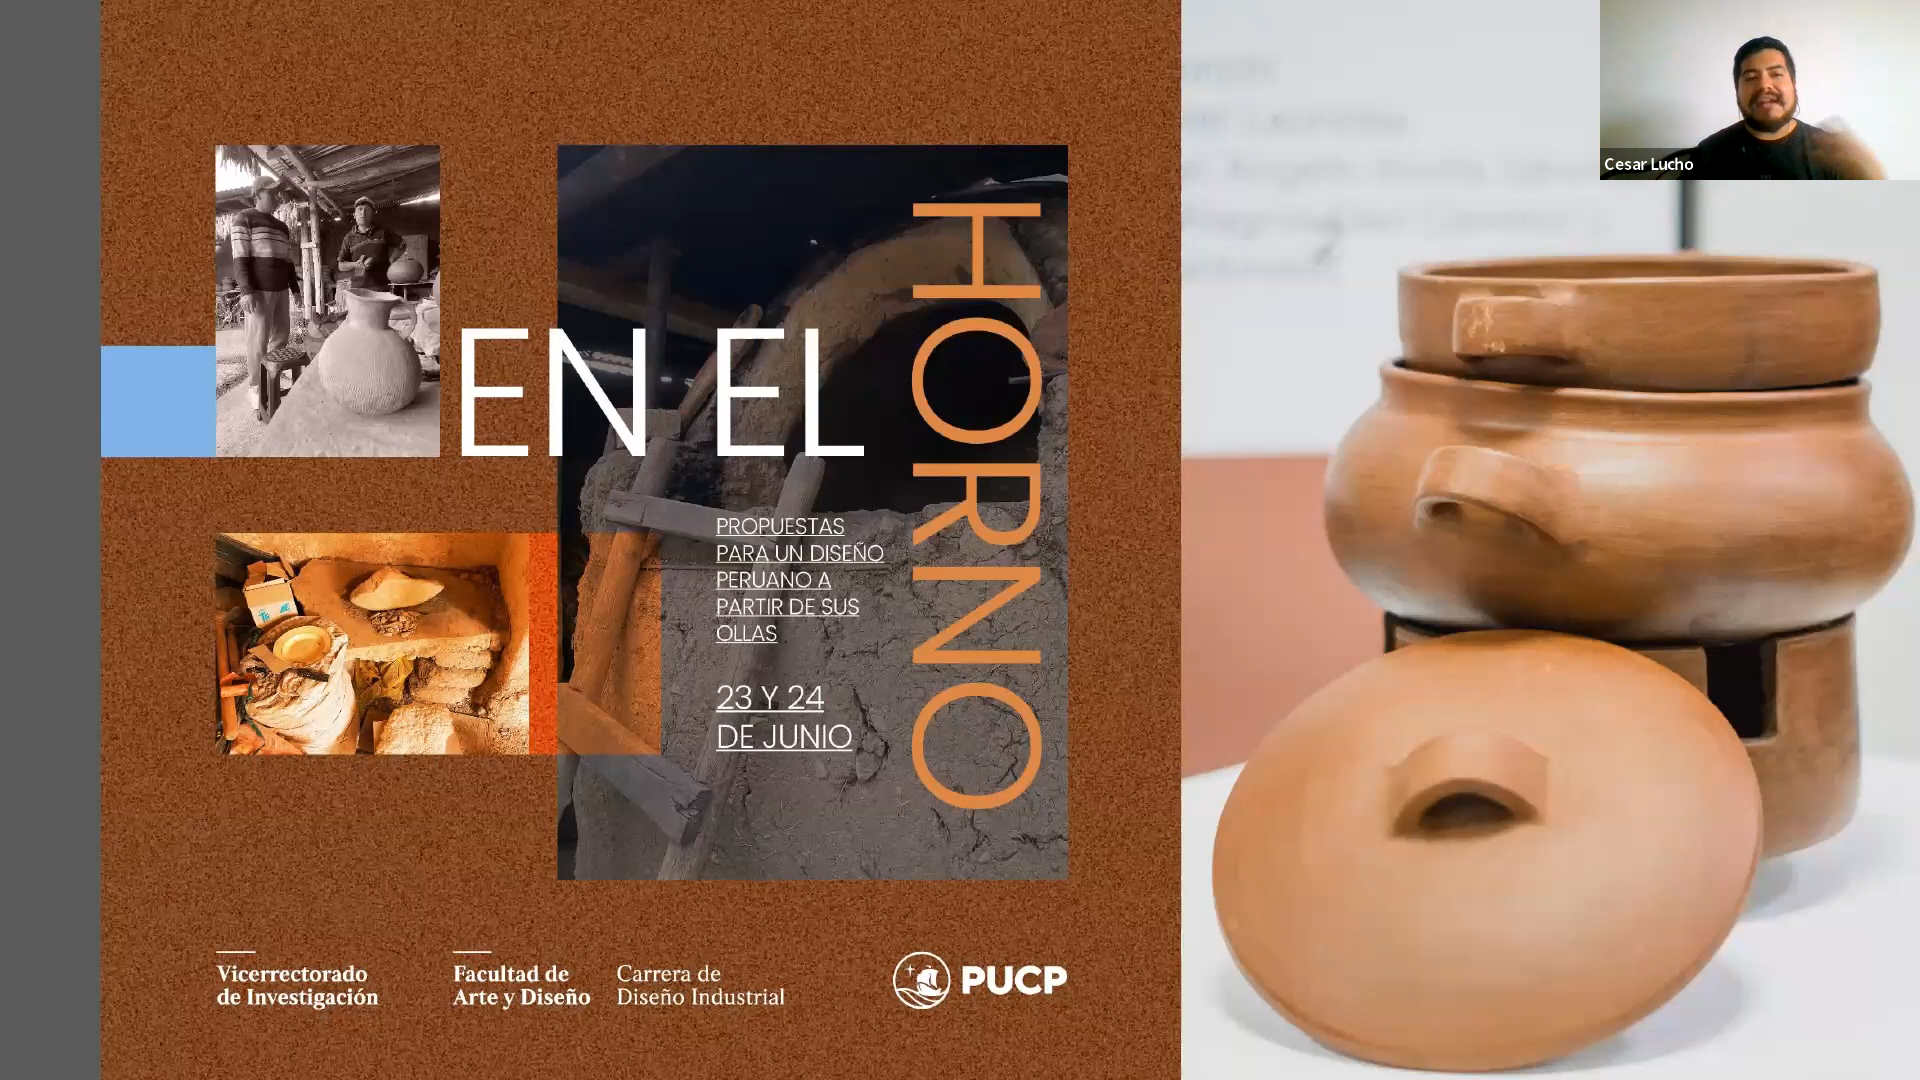 Cesar Lucho
EN EL
HORNO
PROPUESTAS
PARA UN DISEÑO
PERUANO A
PARTIR DE SUS
OLLAS
23 Y 24
DE JUNIO
Vicerrectorado
de Investigación
Facultad de
Arte y Diseño
Carrera de
Diseño Industrial
PUCP